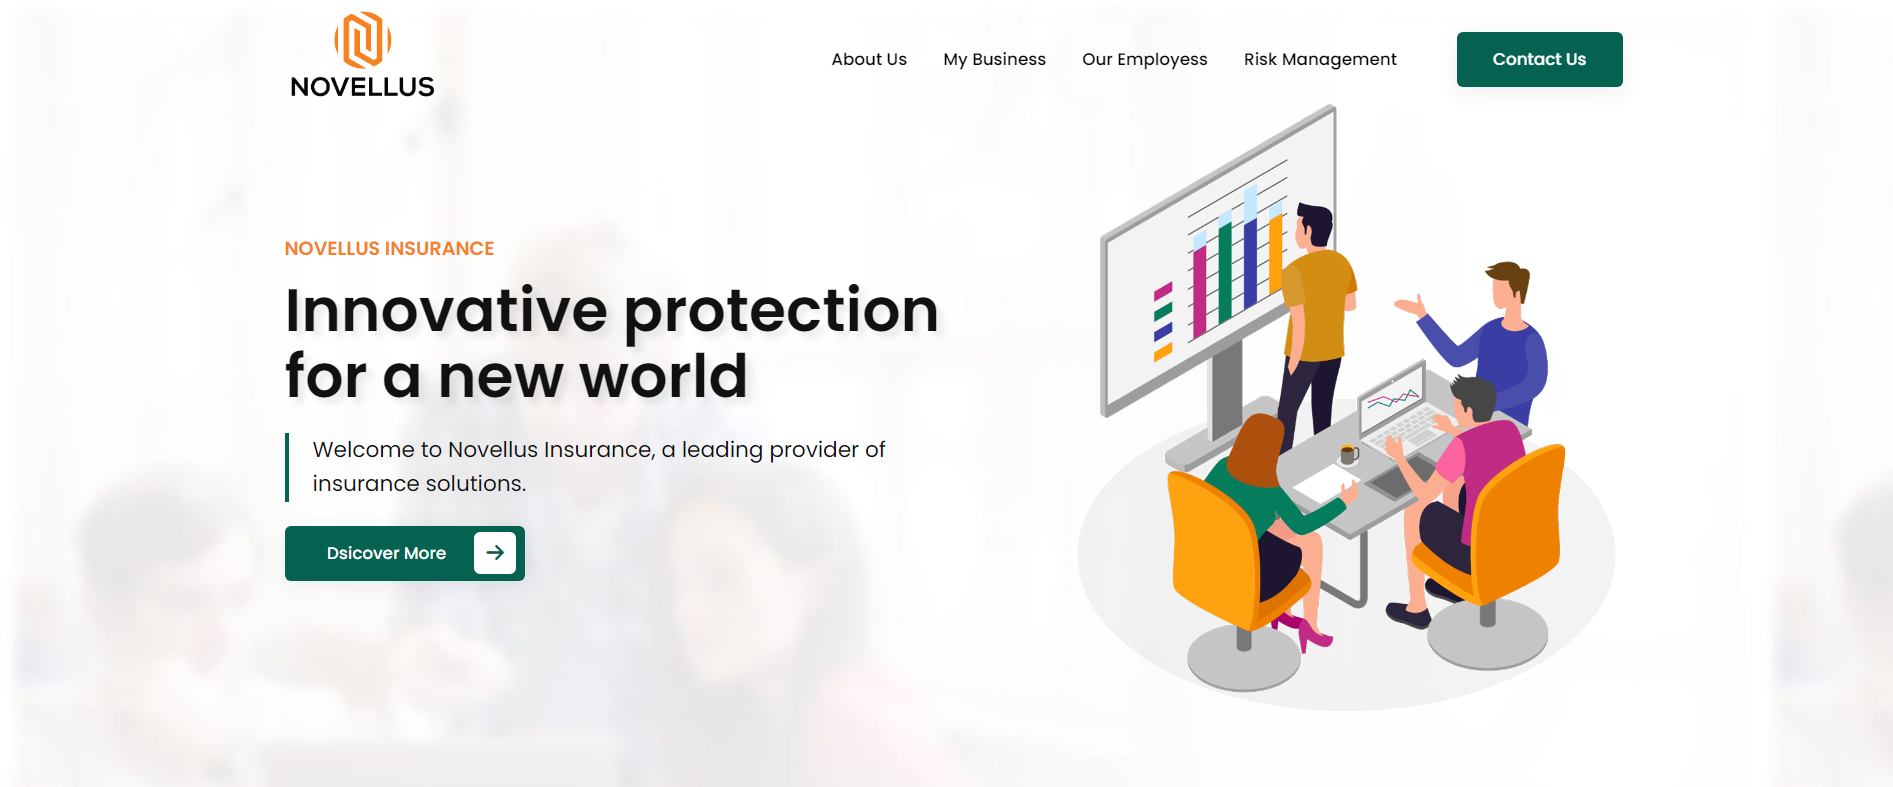 NOVELLUS
About Us
My Business
Our Employess
Risk Management
Contact Us
NOVELLUS INSURANCE
Innovative protection
for a new world
Welcome to Novellus Insurance, a leading provider of
insurance solutions.
Dsicover More